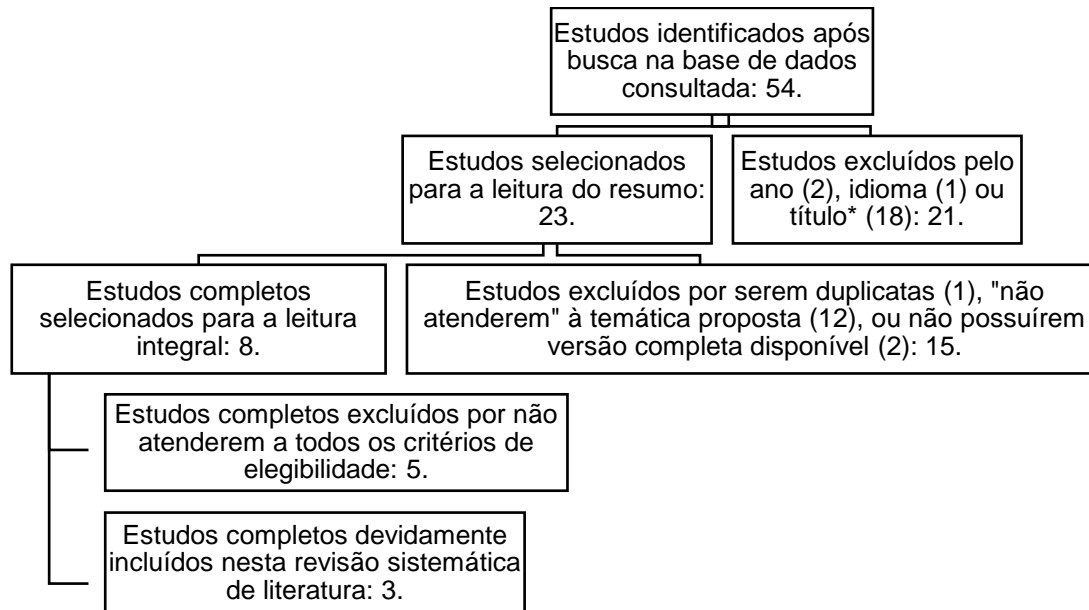 Estudos identificados após
busca na base de dados
consultada: 54.
Estudos selecionados
para a leitura do resumo:
23.
Estudos excluídos pelo
ano (2), idioma (1) ou
título* (18): 21.
Estudos completos
selecionados para a leitura
integral: 8.
Estudos excluídos por serem duplicatas (1), "não
atenderem" à temática proposta (12), ou não possuírem
versão completa disponível (2): 15.
Estudos completos excluídos por não
atenderem a todos os critérios de
elegibilidade: 5.
Estudos completos devidamente
incluídos nesta revisão sistemática
de literatura: 3.